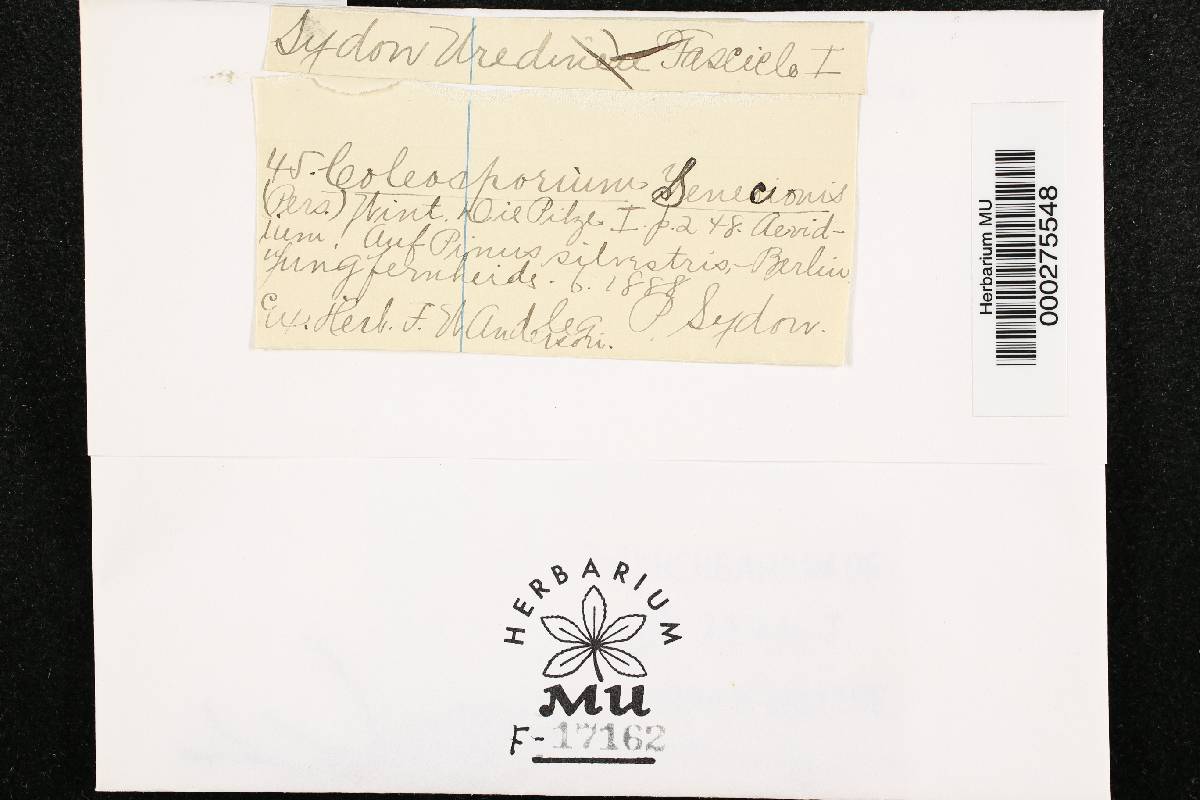 Sydow Uredineae Fascicle I
45. Coleosporium Senecionis
(Pers.) Wint. Die Pilze I p.248. Aecid-
ium! Auf Pinus silvestris,- Berlin
Jungfernheide. 6. 1888
Leg. P. Sydow.
ex. Herb. F. W Anderson.
Herbarium MU
000275548
HERBARIUM
MU
F-17162